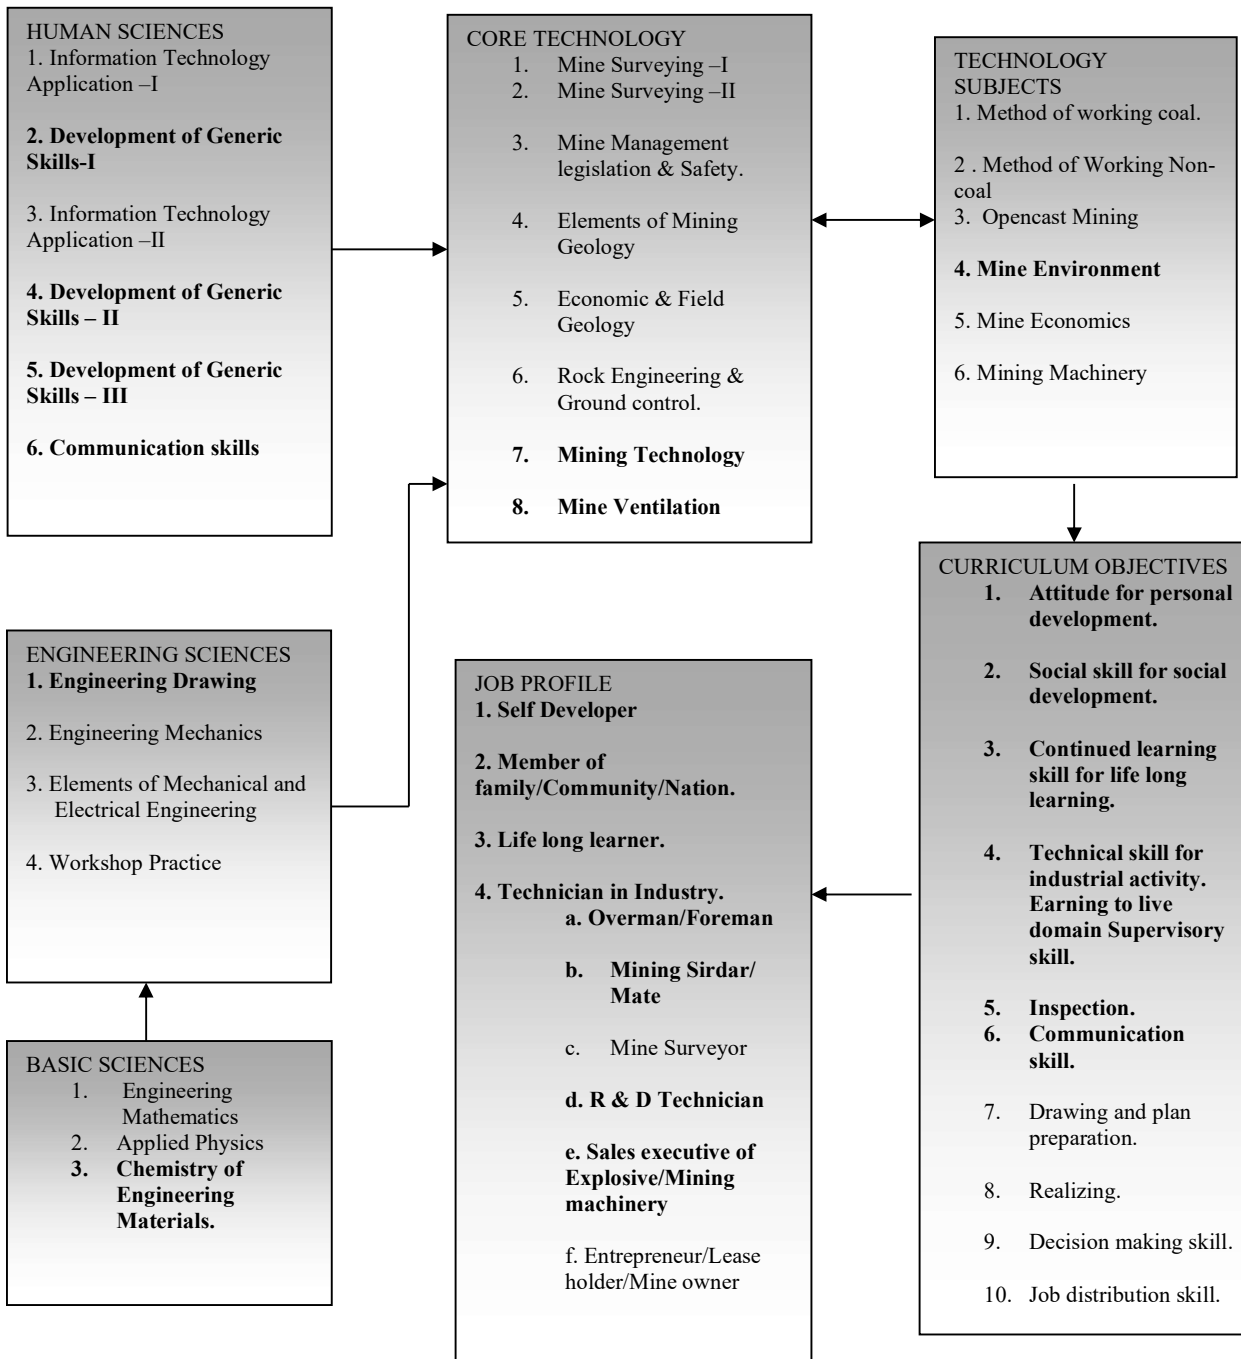 HUMAN SCIENCES
1. Information Technology
Application –I
2. Development of Generic
Skills-I
3. Information Technology
Application –II
4. Development of Generic
Skills – II
5. Development of Generic
Skills – III
6. Communication skills
CORE TECHNOLOGY
1. Mine Surveying –I
2. Mine Surveying –II
3. Mine Management
legislation & Safety.
4. Elements of Mining
Geology
5. Economic & Field
Geology
6. Rock Engineering &
Ground control.
7. Mining Technology
8. Mine Ventilation
TECHNOLOGY
SUBJECTS
1. Method of working coal.
2 . Method of Working Non-
coal
3. Opencast Mining
4. Mine Environment
5. Mine Economics
6. Mining Machinery
ENGINEERING SCIENCES
1. Engineering Drawing
2. Engineering Mechanics
3. Elements of Mechanical and
Electrical Engineering
4. Workshop Practice
BASIC SCIENCES
1. Engineering
Mathematics
2. Applied Physics
3. Chemistry of
Engineering
Materials.
JOB PROFILE
1. Self Developer
2. Member of
family/Community/Nation.
3. Life long learner.
4. Technician in Industry.
a. Overman/Foreman
b. Mining Sirdar/
Mate
c. Mine Surveyor
d. R & D Technician
e. Sales executive of
Explosive/Mining
machinery
f. Entrepreneur/Lease
holder/Mine owner
CURRICULUM OBJECTIVES
1. Attitude for personal
development.
2. Social skill for social
development.
3. Continued learning
skill for life long
learning.
4. Technical skill for
industrial activity.
Earning to live
domain Supervisory
skill.
5. Inspection.
6. Communication
skill.
7. Drawing and plan
preparation.
8. Realizing.
9. Decision making skill.
10. Job distribution skill.